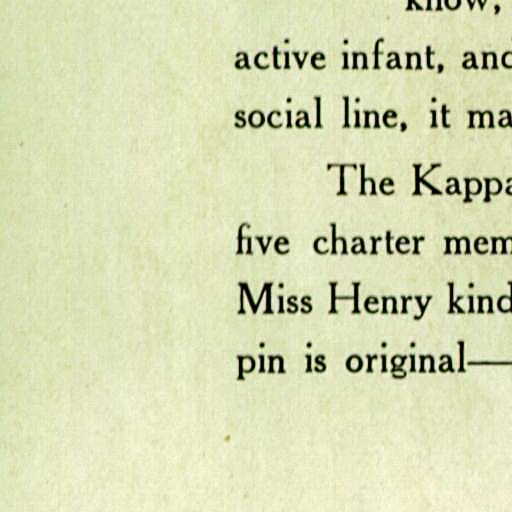 know,
active infant, and
social line, it ma
The Kappa
five charter mem
Miss Henry kind
pin is original—